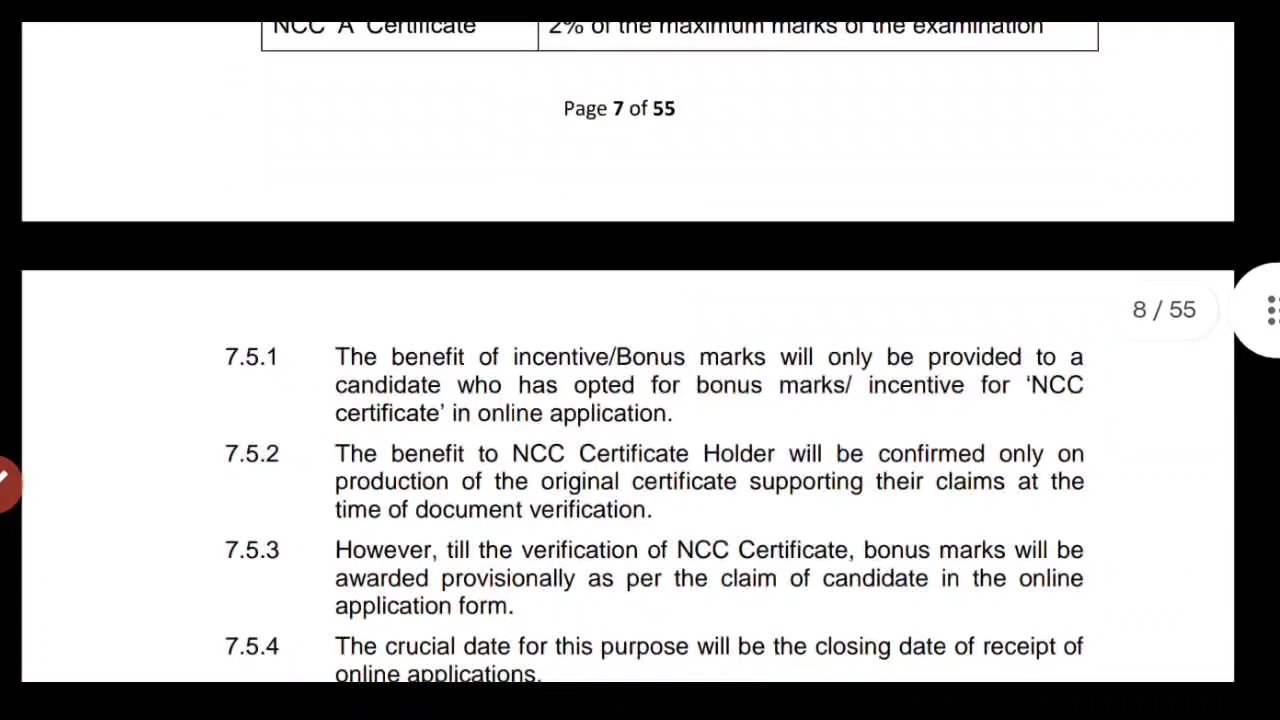 NCC 'A' Certificate 2% of the maximum marks of the examination
Page 7 of 55
8 / 55
7.5.1 The benefit of incentive/Bonus marks will only be provided to a
candidate who has opted for bonus marks/ incentive for ‘NCC
certificate’ in online application.
7.5.2 The benefit to NCC Certificate Holder will be confirmed only on
production of the original certificate supporting their claims at the
time of document verification.
7.5.3 However, till the verification of NCC Certificate, bonus marks will be
awarded provisionally as per the claim of candidate in the online
application form.
7.5.4 The crucial date for this purpose will be the closing date of receipt of
online applications.